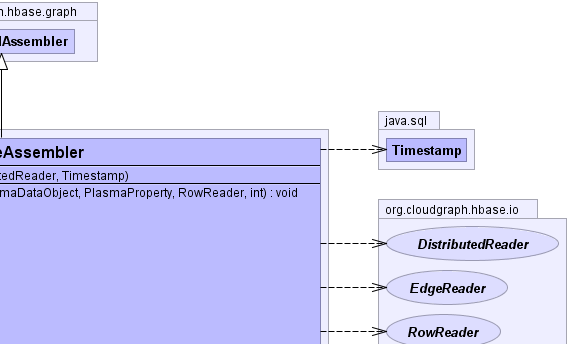 n.hbase.graph
lAssembler
java.sql
eAssembler
Timestamp
tedReader, Timestamp)
maDataObject, PlasmaProperty, RowReader, int) : void
org.cloudgraph.hbase.io
DistributedReader
EdgeReader
RowReader